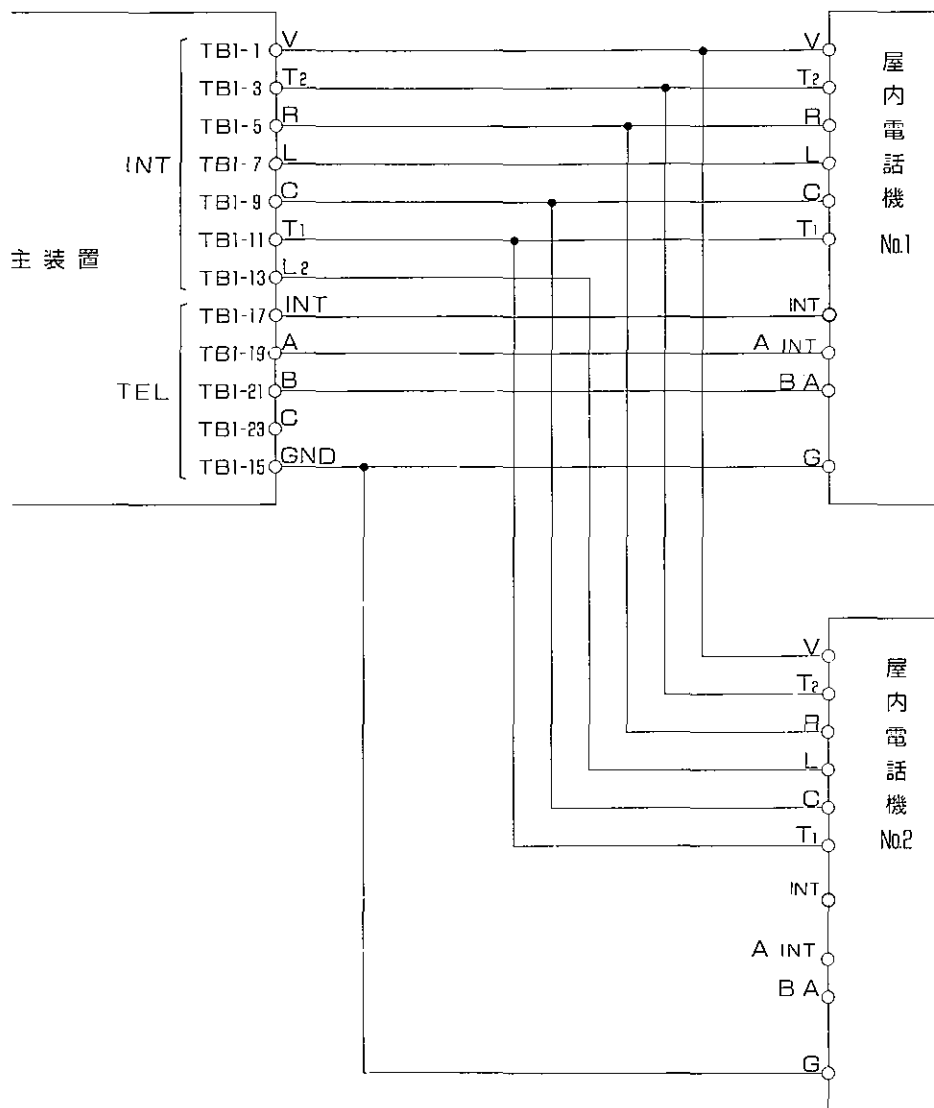 主装置
INT
TB1-1 V
TB1-3 T2
TB1-5 R
TB1-7 L
TB1-9 C
TB1-11 T1
TB1-13 L2
TEL
TB1-17 INT
TB1-19 A
TB1-21 B
TB1-23 C
TB1-15 GND
V
T2
R
L
C
T1
INT
A INT
B A
G
屋内電話機
No.1
V
T2
R
L
C
T1
INT
A INT
B A
G
屋内電話機
No.2